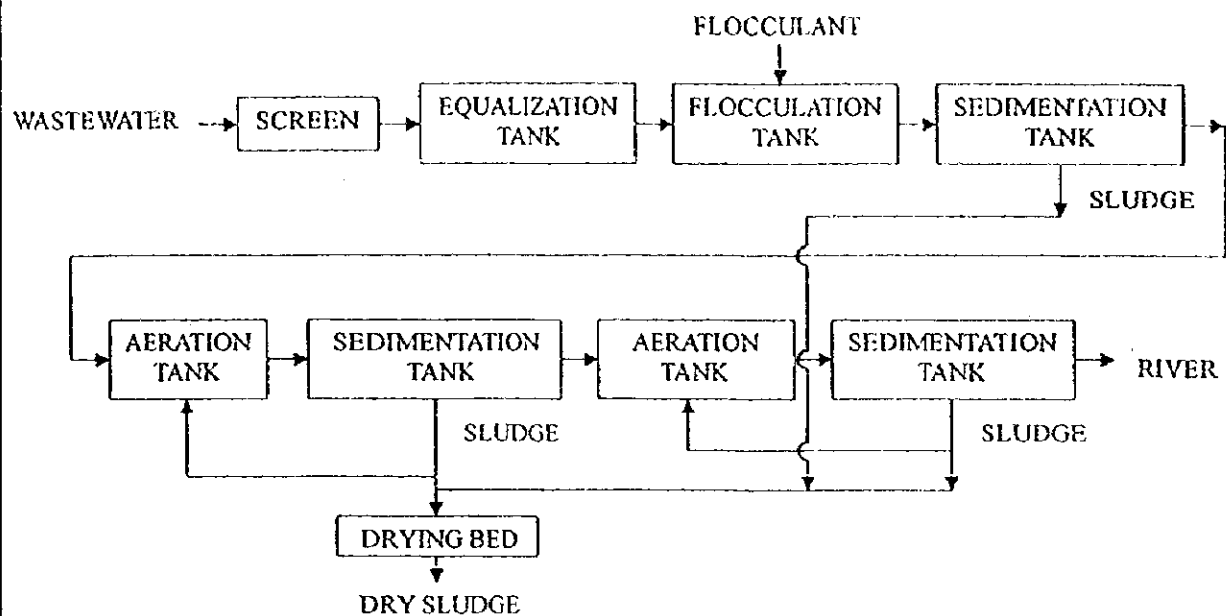 FLOCCULANT
WASTEWATER
SCREEN
EQUALIZATION
TANK
FLOCCULATION
TANK
SEDIMENTATION
TANK
SLUDGE
AERATION
TANK
SEDIMENTATION
TANK
AERATION
TANK
SEDIMENTATION
TANK
RIVER
SLUDGE
SLUDGE
DRYING BED
DRY SLUDGE